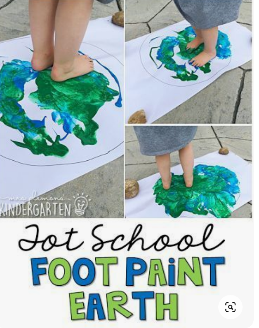 KINDERGARTEN
Tot School
FOOT PAiNT
EARTH